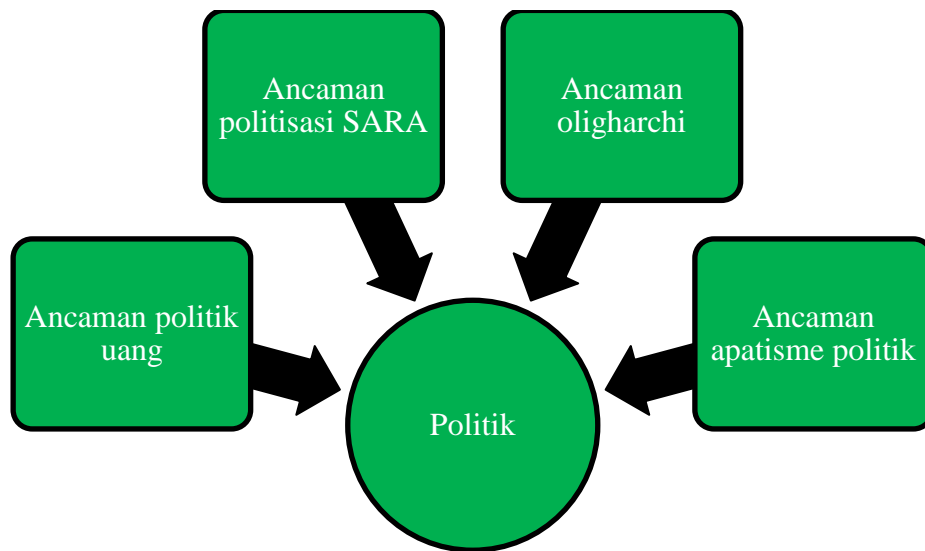 Ancaman
politisasi SARA
Ancaman
oligharchi
Ancaman politik
uang
Ancaman
apatisme politik
Politik